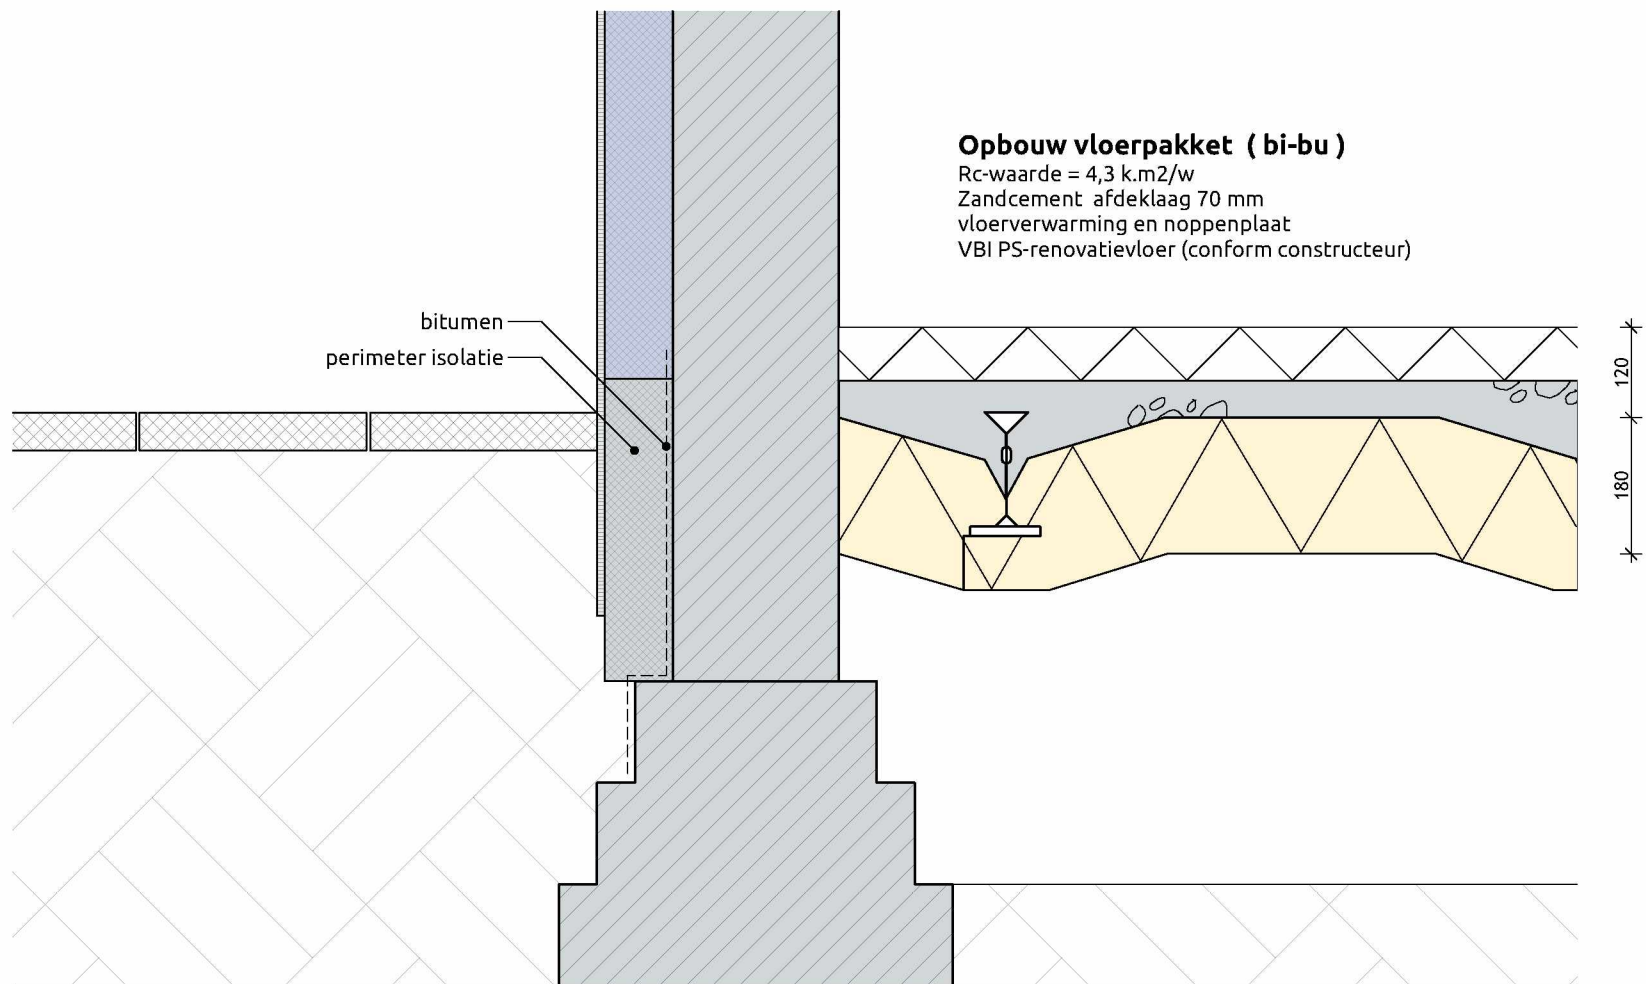 Opbouw vloerpakket ( bi-bu )
Rc-waarde = 4,3 k.m2/w
Zandcement afdeklaag 70 mm
vloerverwarming en noppenplaat
VBI PS-renovatievloer (conform constructeur)
bitumen
perimeter isolatie
120
180